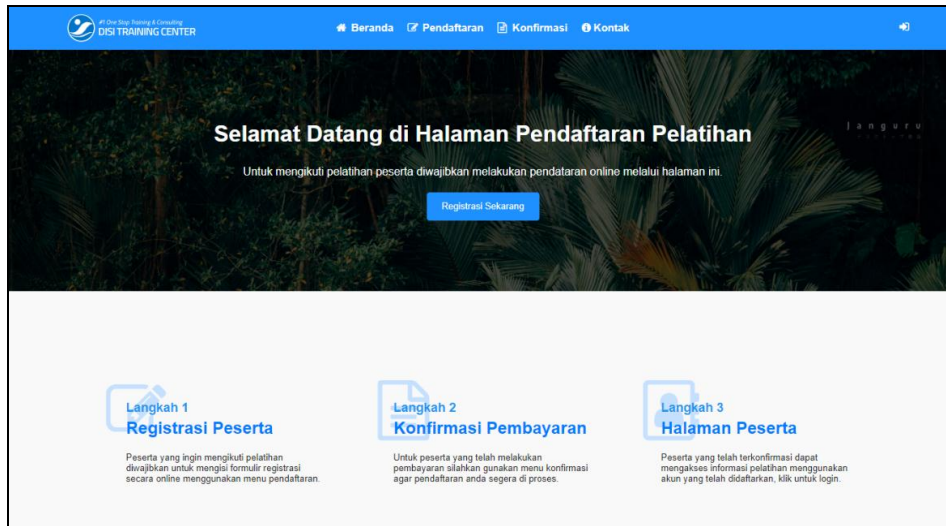 #1 One Stop Training & Consulting
DISI TRAINING CENTER
Beranda Pendaftaran Konfirmasi Kontak
Selamat Datang di Halaman Pendaftaran Pelatihan
Janguru
Untuk mengikuti pelatihan peserta diwajibkan melakukan pendataran online melalui halaman ini.
Registrasi Sekarang
Langkah 1
Registrasi Peserta
Peserta yang ingin mengikuti pelatihan
diwajibkan untuk mengisi formulir registrasi
secara online menggunakan menu pendaftaran.
Langkah 2
Konfirmasi Pembayaran
Untuk peserta yang telah melakukan
pembayaran silahkan gunakan menu konfirmasi
agar pendaftaran anda segera di proses.
Langkah 3
Halaman Peserta
Peserta yang telah terkonfirmasi dapat
mengakses informasi pelatihan menggunakan
akun yang telah didaftarkan, klik untuk login.